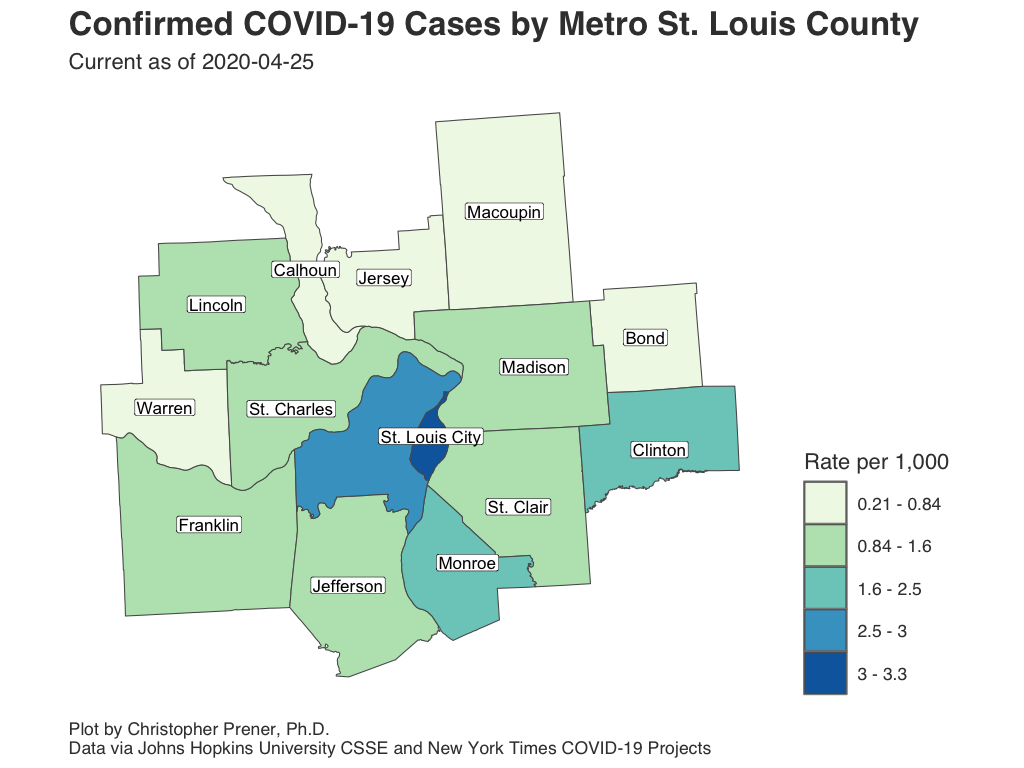 Confirmed COVID-19 Cases by Metro St. Louis County
Current as of 2020-04-25
Macoupin
Calhoun
Jersey
Lincoln
Bond
Madison
Warren
St. Charles
St. Louis City
Clinton
St. Clair
Franklin
Monroe
Jefferson
Rate per 1,000
0.21 - 0.84
0.84 - 1.6
1.6 - 2.5
2.5 - 3
3 - 3.3
Plot by Christopher Prener, Ph.D.
Data via Johns Hopkins University CSSE and New York Times COVID-19 Projects